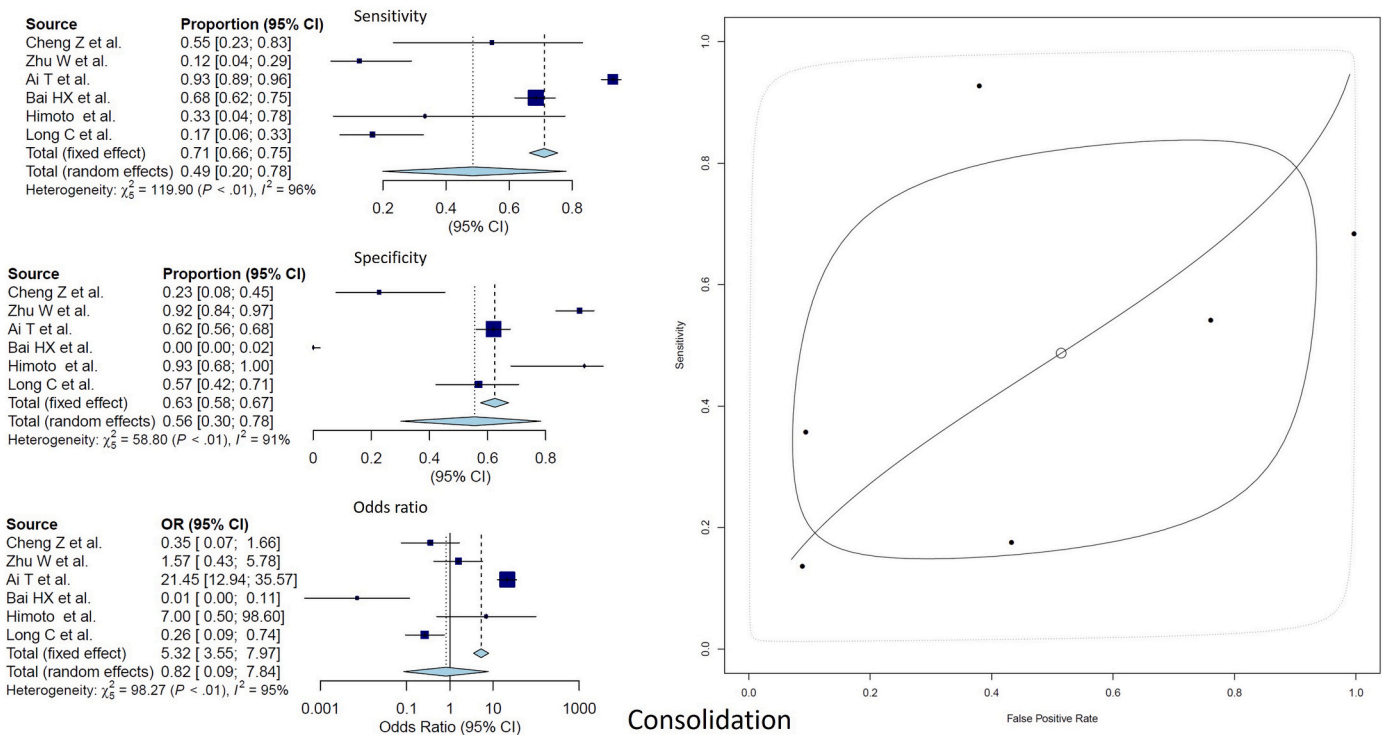 Sensitivity
Source Proportion (95% CI)
Cheng Z et al. 0.55 [0.23; 0.83]
Zhu W et al. 0.12 [0.04; 0.29]
Ai T et al. 0.93 [0.89; 0.96]
Bai HX et al. 0.68 [0.62; 0.75]
Himoto et al. 0.33 [0.04; 0.78]
Long C et al. 0.17 [0.06; 0.33]
Total (fixed effect) 0.71 [0.66; 0.75]
Total (random effects) 0.49 [0.20; 0.78]
Heterogeneity: χ²₅ = 119.90 (P < .01), I² = 96%
0.2 0.4 0.6 0.8
(95% CI)
Specificity
Source Proportion (95% CI)
Cheng Z et al. 0.23 [0.08; 0.45]
Zhu W et al. 0.92 [0.84; 0.97]
Ai T et al. 0.62 [0.56; 0.68]
Bai HX et al. 0.00 [0.00; 0.02]
Himoto et al. 0.93 [0.68; 1.00]
Long C et al. 0.57 [0.42; 0.71]
Total (fixed effect) 0.63 [0.58; 0.67]
Total (random effects) 0.56 [0.30; 0.78]
Heterogeneity: χ²₅ = 58.80 (P < .01), I² = 91%
0 0.2 0.4 0.6 0.8
(95% CI)
Odds ratio
Source OR (95% CI)
Cheng Z et al. 0.35 [ 0.07; 1.66]
Zhu W et al. 1.57 [ 0.43; 5.78]
Ai T et al. 21.45 [12.94; 35.57]
Bai HX et al. 0.01 [ 0.00; 0.11]
Himoto et al. 7.00 [ 0.50; 98.60]
Long C et al. 0.26 [ 0.09; 0.74]
Total (fixed effect) 5.32 [ 3.55; 7.97]
Total (random effects) 0.82 [ 0.09; 7.84]
Heterogeneity: χ²₅ = 98.27 (P < .01), I² = 95%
0.001 0.1 1 10 1000
Odds Ratio (95% CI)
Consolidation
1.0
0.8
0.6
0.4
0.2
0.0
Sensitivity
0.0 0.2 0.4 0.6 0.8 1.0
False Positive Rate